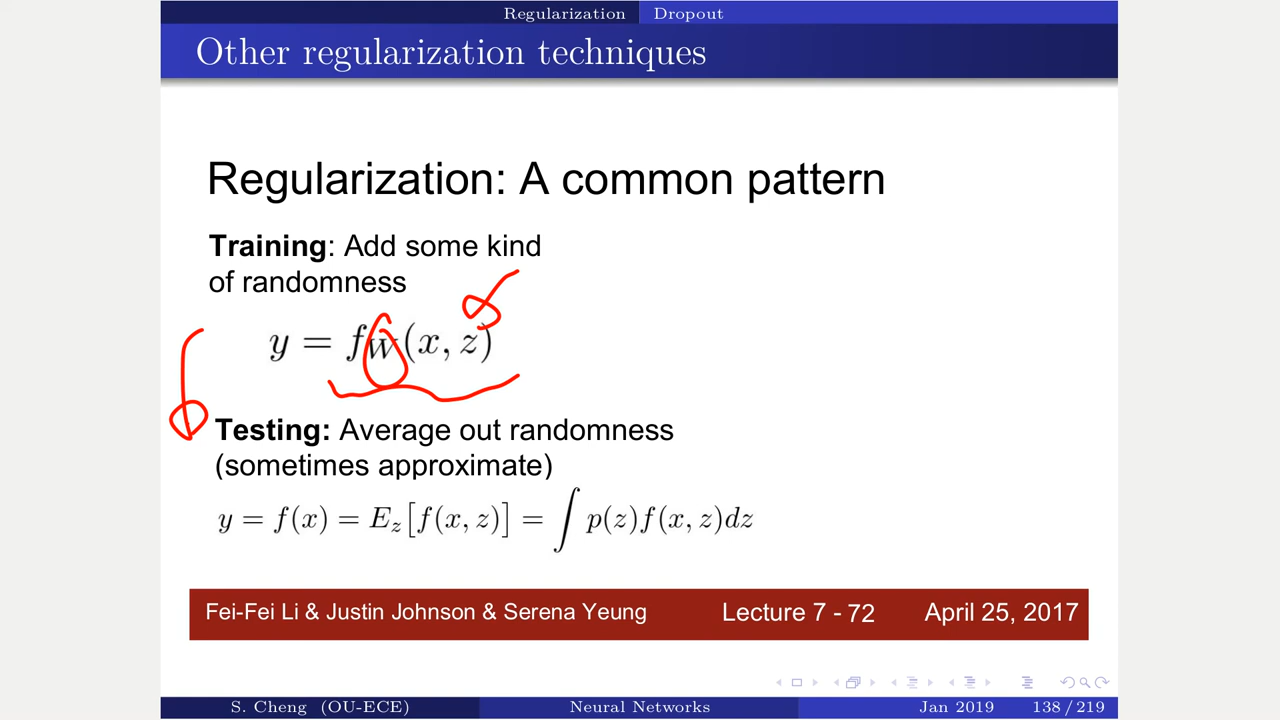 Regularization Dropout
Other regularization techniques
Regularization: A common pattern
Training: Add some kind
of randomness
y = f_W(x, z)
Testing: Average out randomness
(sometimes approximate)
y = f(x) = E_z[f(x, z)] = ∫ p(z)f(x, z)dz
Fei-Fei Li & Justin Johnson & Serena Yeung Lecture 7 - 72 April 25, 2017
S. Cheng (OU-ECE) Neural Networks Jan 2019 138 / 219